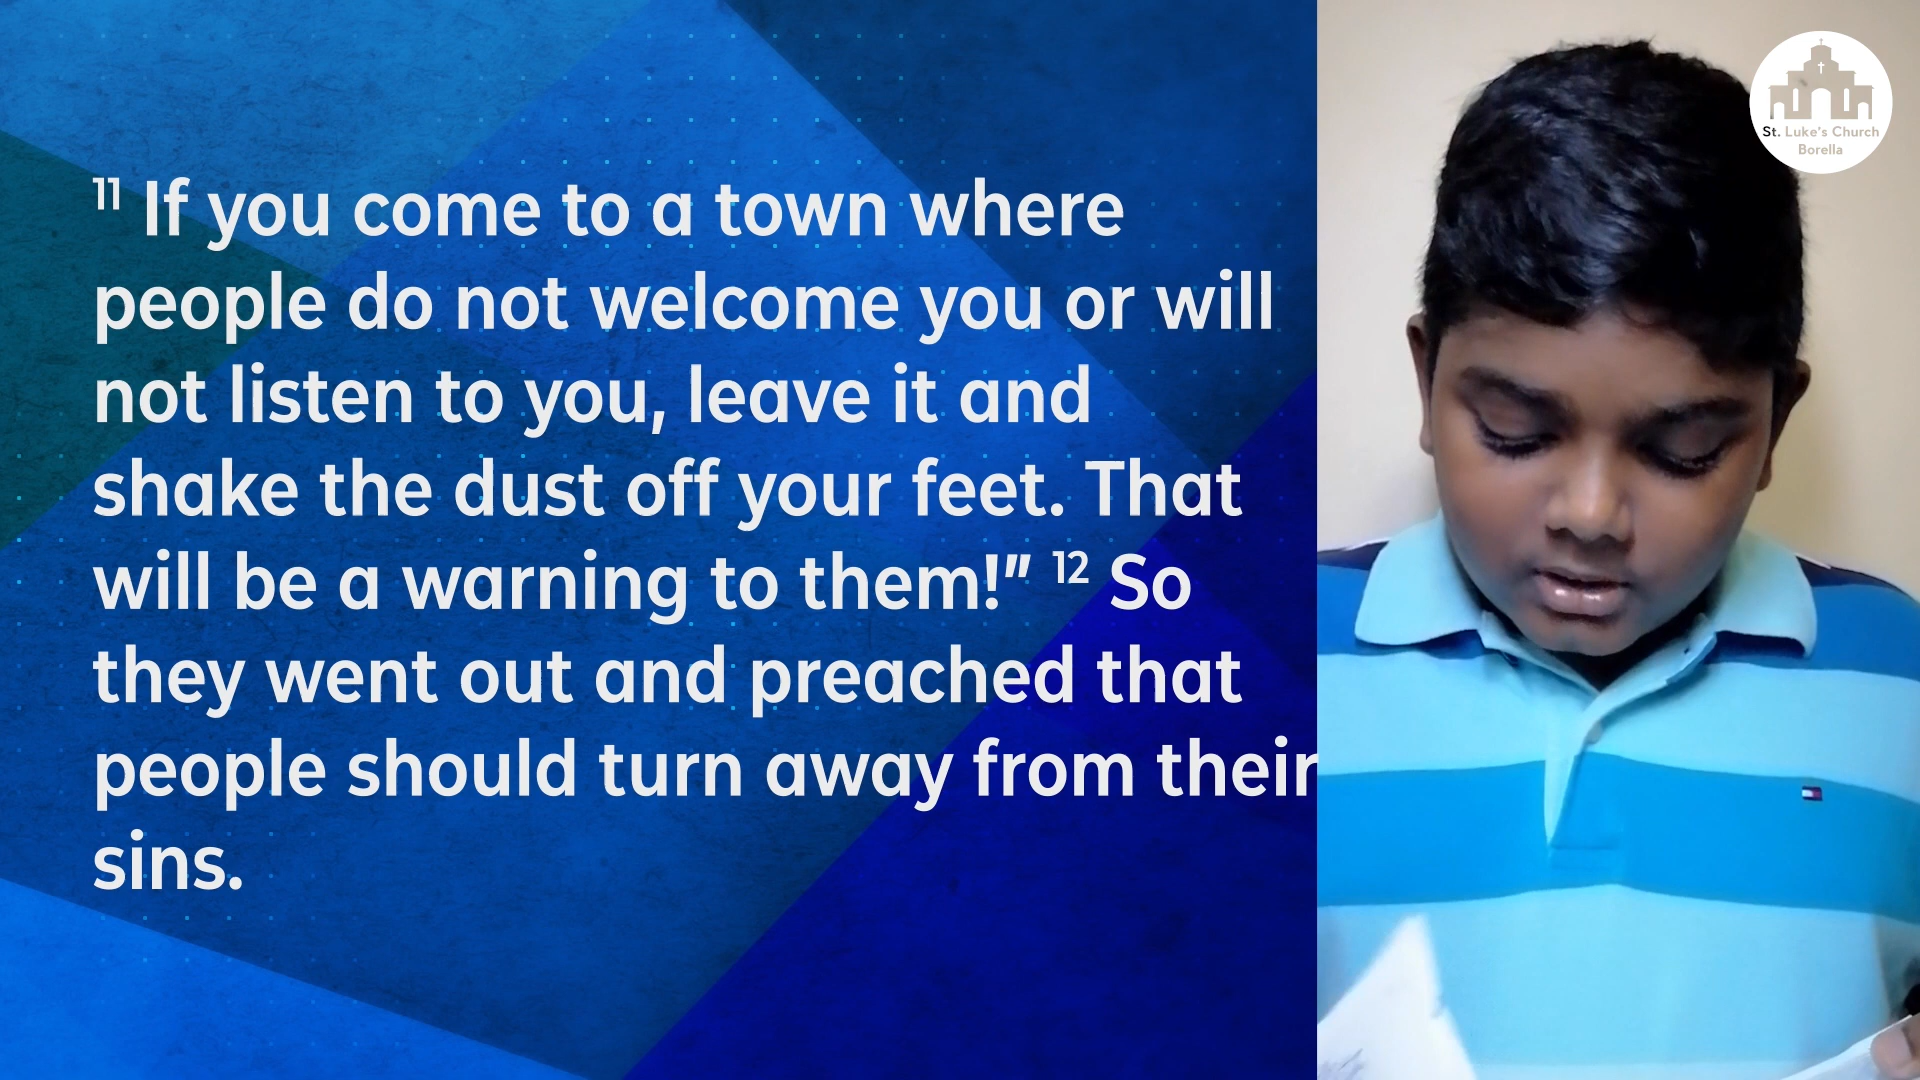 ¹¹ If you come to a town where
people do not welcome you or will
not listen to you, leave it and
shake the dust off your feet. That
will be a warning to them!” ¹² So
they went out and preached that
people should turn away from their
sins.
St. Luke's Church
Borella